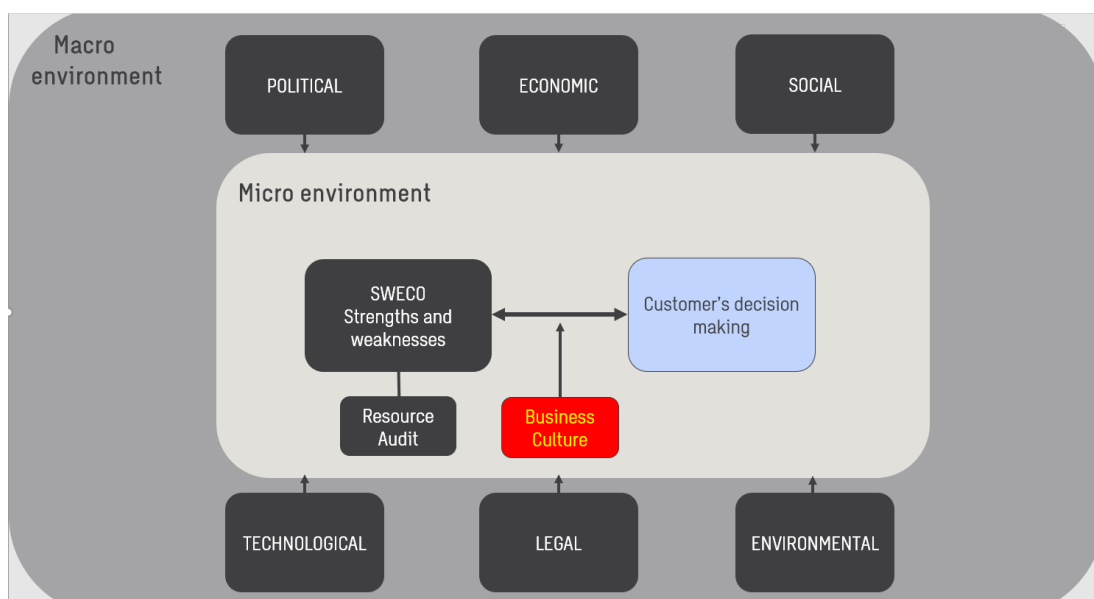 Macro
environment
POLITICAL
ECONOMIC
SOCIAL
Micro environment
SWECO
Strengths and
weaknesses
Customer’s decision
making
Resource
Audit
Business
Culture
TECHNOLOGICAL
LEGAL
ENVIRONMENTAL